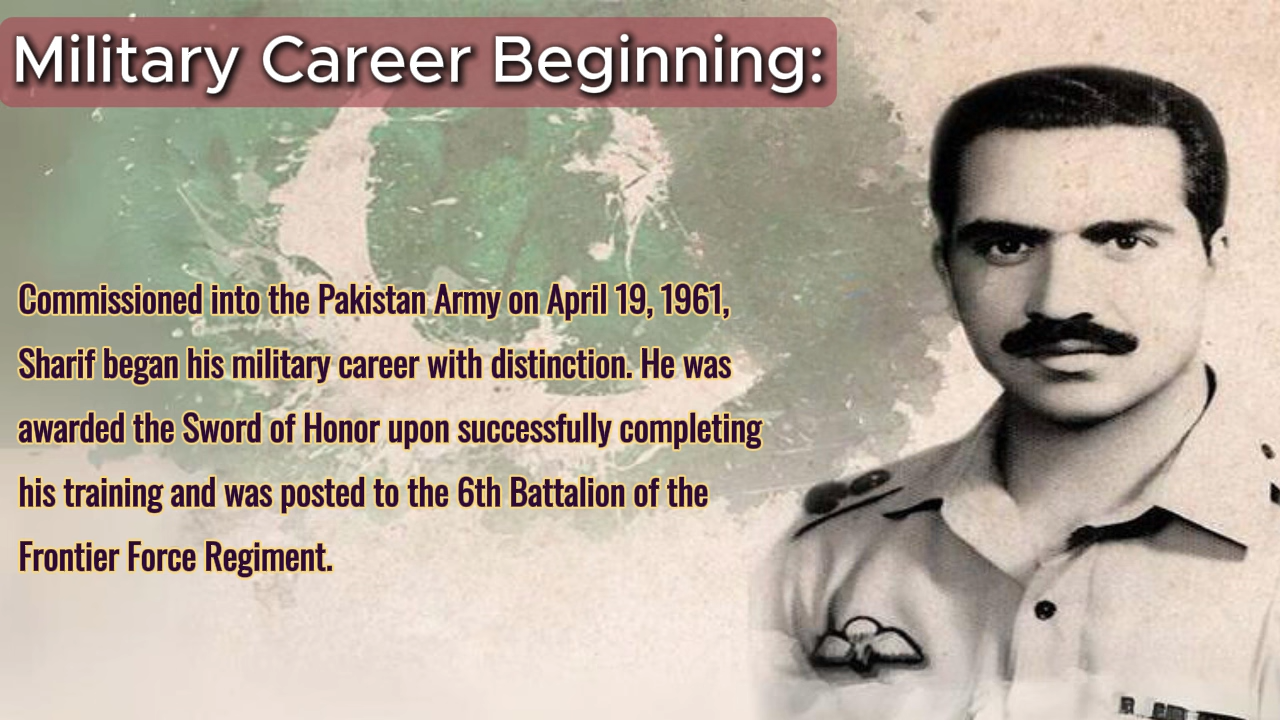 Military Career Beginning:
Commissioned into the Pakistan Army on April 19, 1961,
Sharif began his military career with distinction. He was
awarded the Sword of Honor upon successfully completing
his training and was posted to the 6th Battalion of the
Frontier Force Regiment.